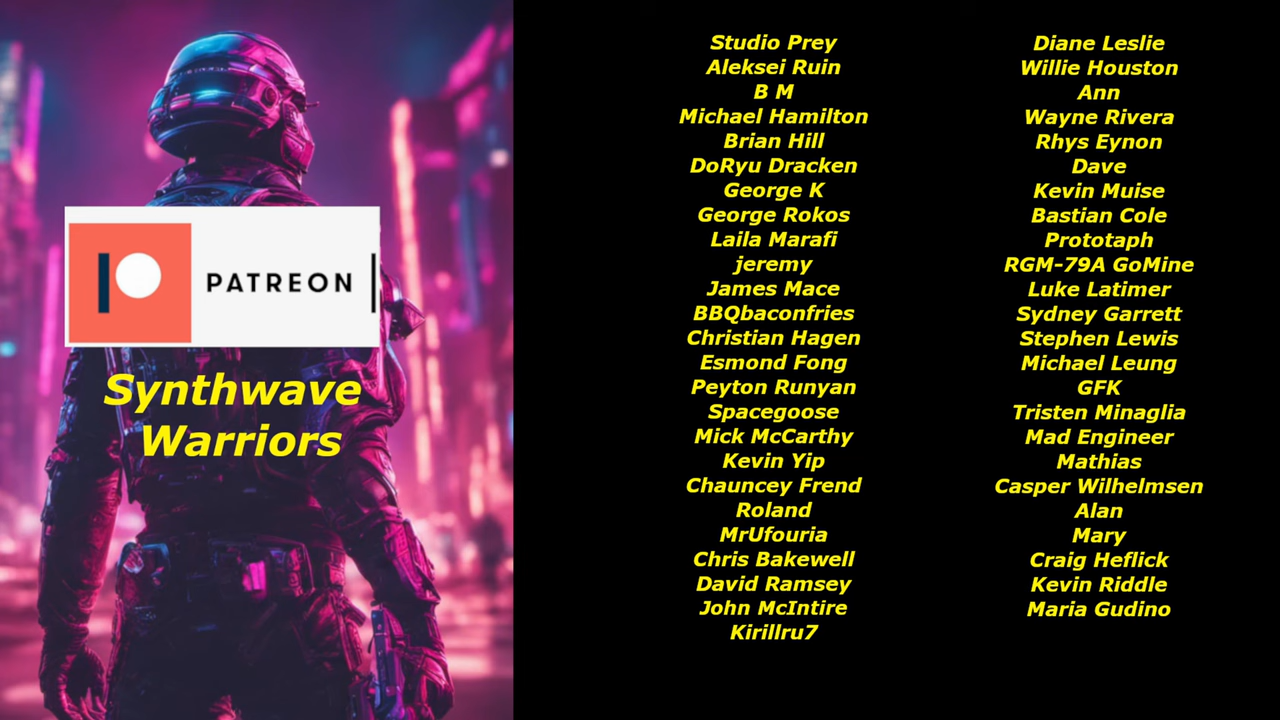 PATREON
Synthwave
Warriors
Studio Prey
Aleksei Ruin
B M
Michael Hamilton
Brian Hill
DoRyu Dracken
George K
George Rokos
Laila Marafi
jeremy
James Mace
BBQbaconfries
Christian Hagen
Esmond Fong
Peyton Runyan
Spacegoose
Mick McCarthy
Kevin Yip
Chauncey Frend
Roland
MrUfouria
Chris Bakewell
David Ramsey
John McIntire
Kirillru7
Diane Leslie
Willie Houston
Ann
Wayne Rivera
Rhys Eynon
Dave
Kevin Muise
Bastian Cole
Prototaph
RGM-79A GoMine
Luke Latimer
Sydney Garrett
Stephen Lewis
Michael Leung
GFK
Tristen Minaglia
Mad Engineer
Mathias
Casper Wilhelmsen
Alan
Mary
Craig Heflick
Kevin Riddle
Maria Gudino